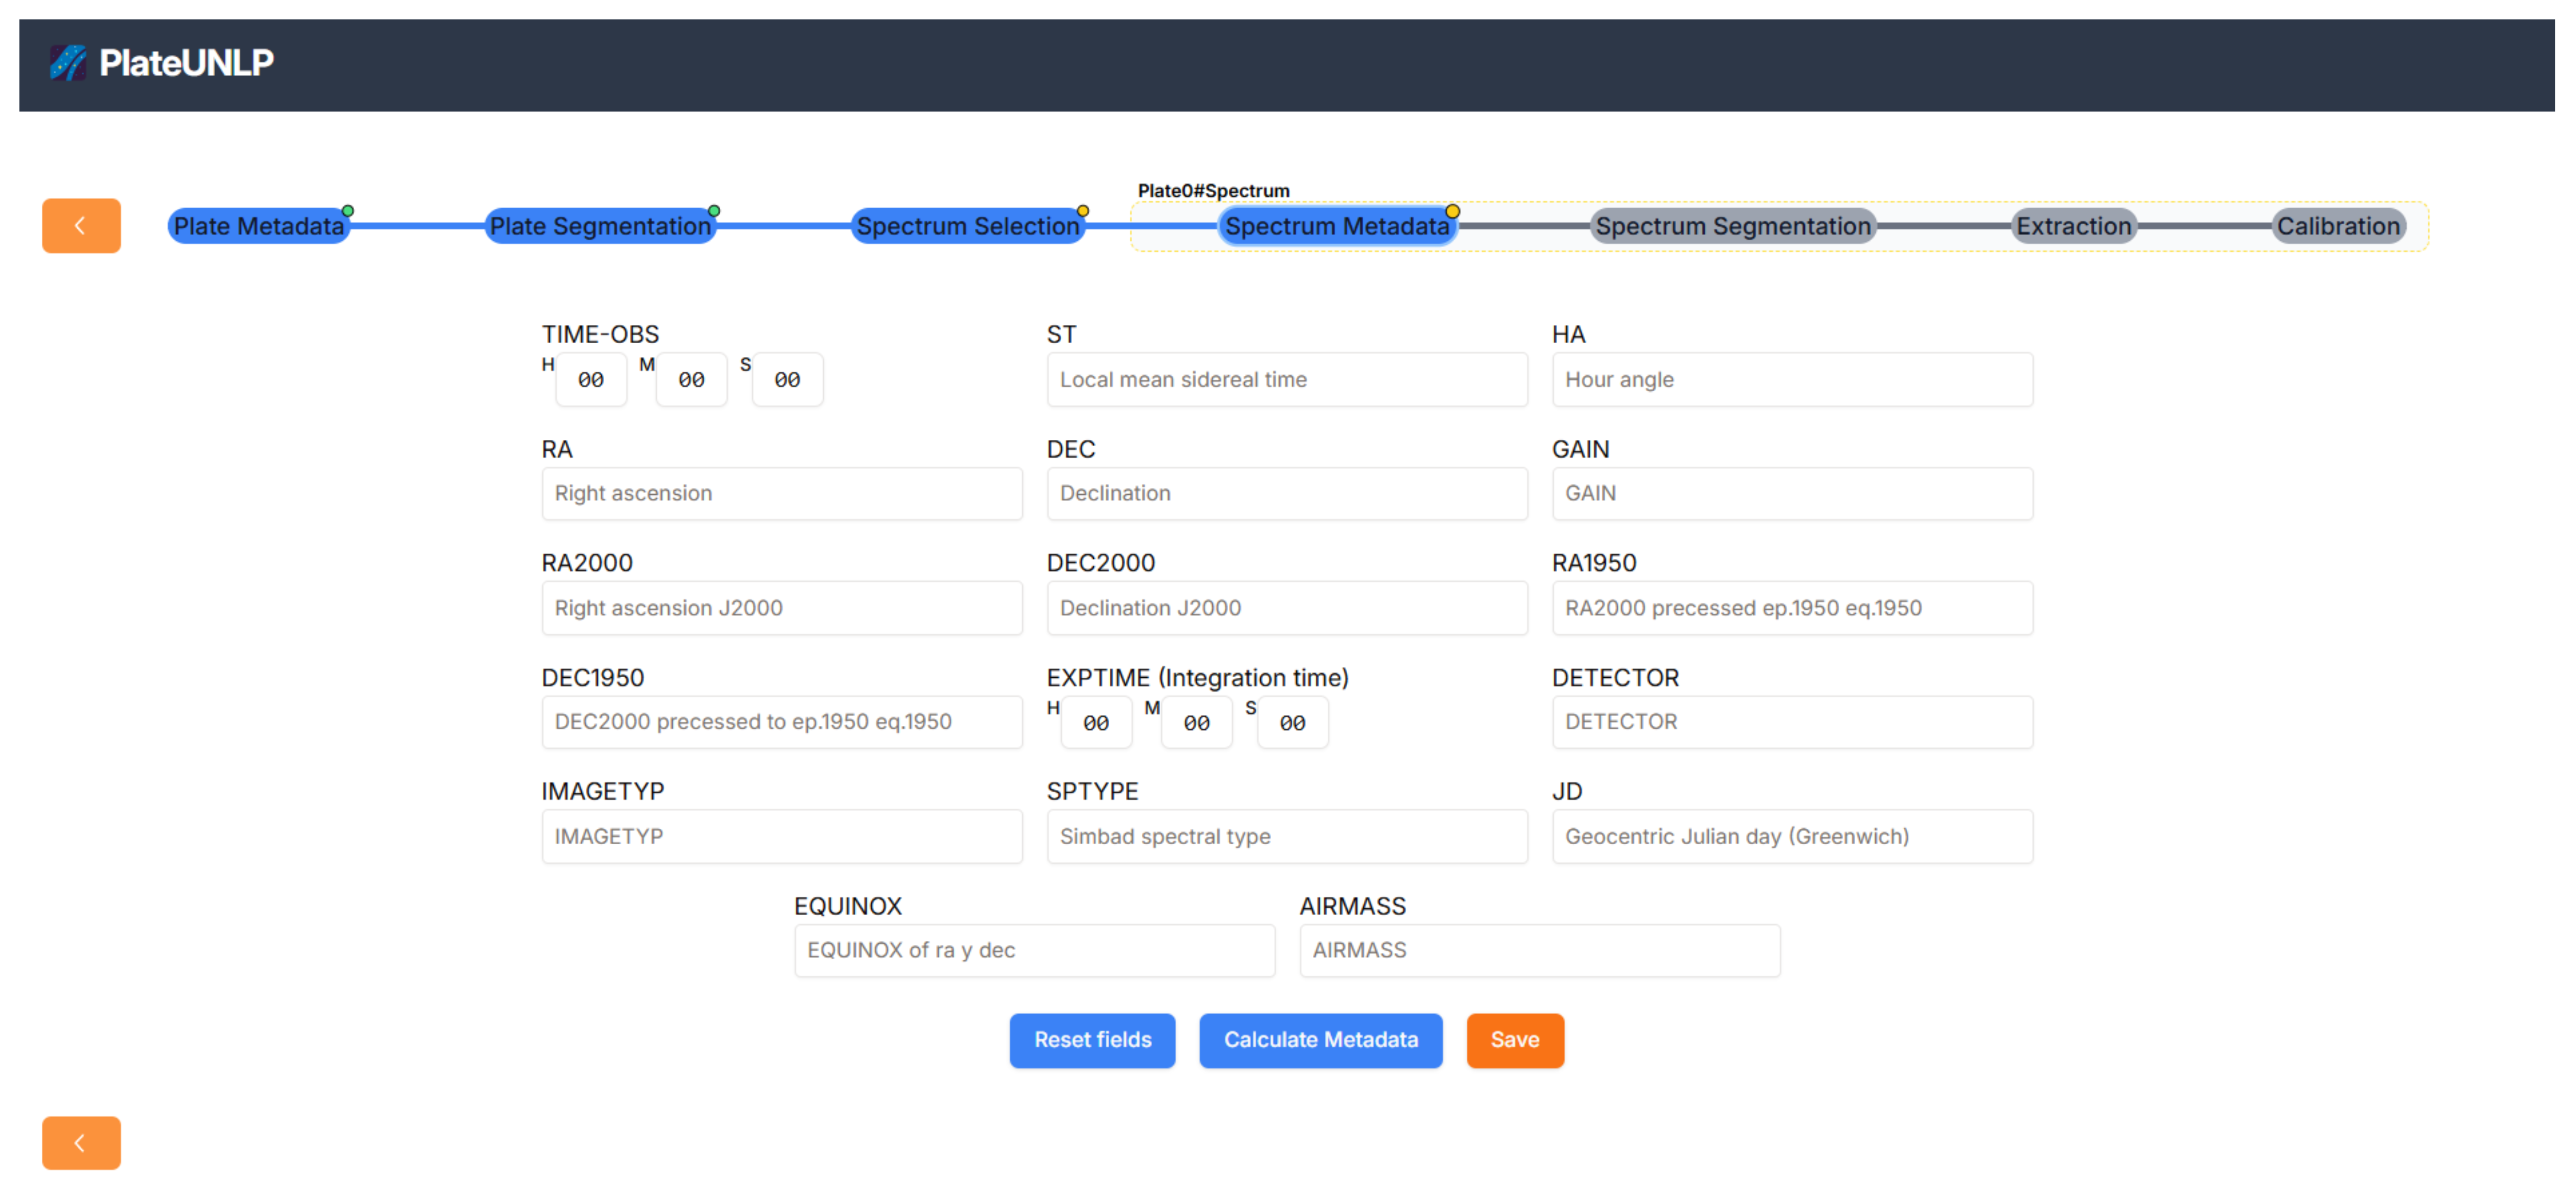 PlateUNLP
Plate0#Spectrum
Plate Metadata Plate Segmentation Spectrum Selection Spectrum Metadata Spectrum Segmentation Extraction Calibration
TIME-OBS ST HA
H 00 M 00 S 00 Local mean sidereal time Hour angle
RA DEC GAIN
Right ascension Declination GAIN
RA2000 DEC2000 RA1950
Right ascension J2000 Declination J2000 RA2000 precessed ep.1950 eq.1950
DEC1950 EXPTIME (Integration time) DETECTOR
DEC2000 precessed to ep.1950 eq.1950 H 00 M 00 S 00 DETECTOR
IMAGETYP SPTYPE JD
IMAGETYP Simbad spectral type Geocentric Julian day (Greenwich)
EQUINOX AIRMASS
EQUINOX of ra y dec AIRMASS
Reset fields Calculate Metadata Save